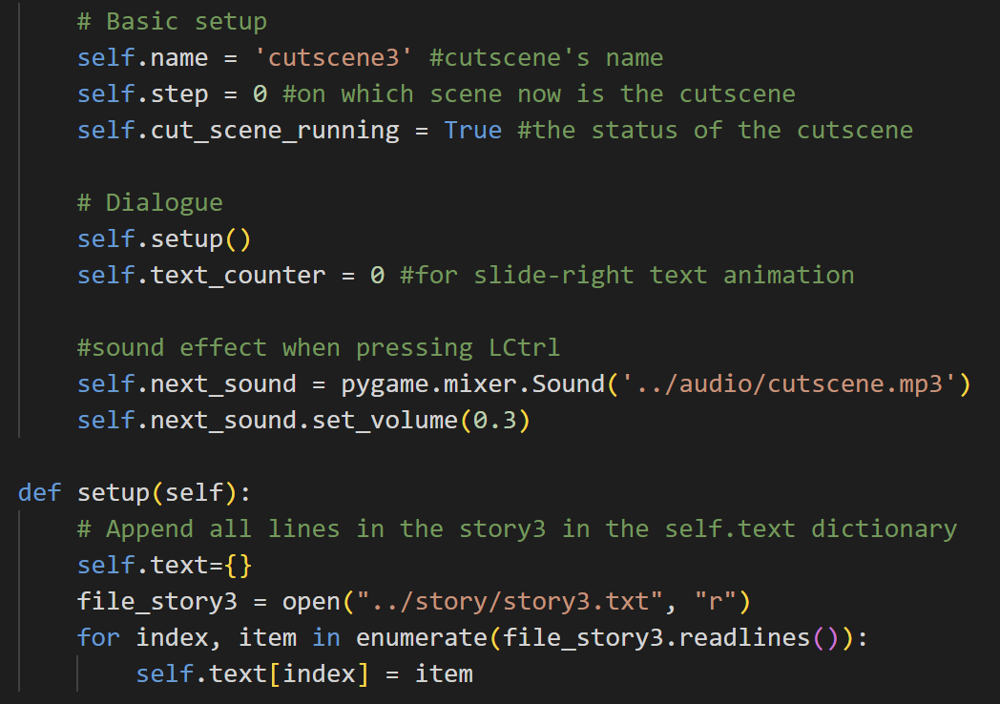 # Basic setup
self.name = 'cutscene3' #cutscene's name
self.step = 0 #on which scene now is the cutscene
self.cut_scene_running = True #the status of the cutscene
# Dialogue
self.setup()
self.text_counter = 0 #for slide-right text animation
#sound effect when pressing LCtrl
self.next_sound = pygame.mixer.Sound('../audio/cutscene.mp3')
self.next_sound.set_volume(0.3)
def setup(self):
# Append all lines in the story3 in the self.text dictionary
self.text={}
file_story3 = open("../story/story3.txt", "r")
for index, item in enumerate(file_story3.readlines()):
self.text[index] = item